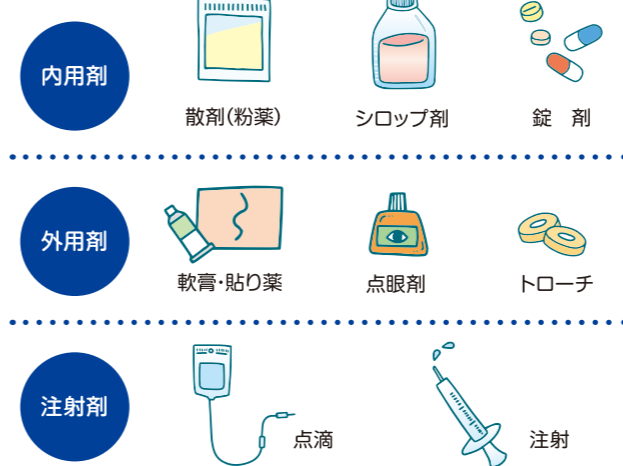 内用剤
散剤(粉薬)
シロップ剤
錠　剤
外用剤
軟膏・貼り薬
点眼剤
トローチ
注射剤
点滴
注射